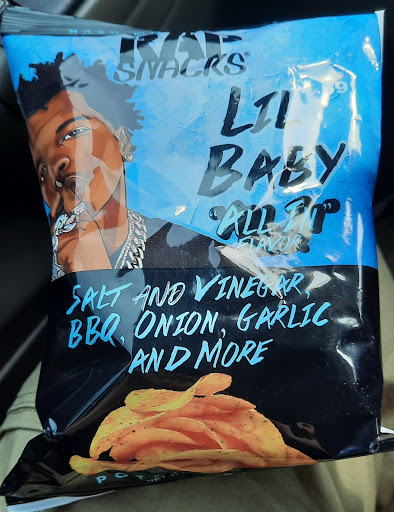 RAP
SNACKS®
LIL
BABY
"ALL IN"
FLAVOR
SALT AND VINEGAR,
BBQ, ONION, GARLIC
AND MORE